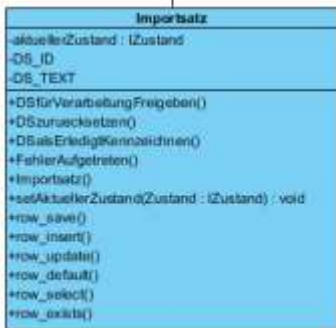 Importsatz
-aktuellerZustand : IZustand
-DS_ID
-DS_TEXT
+DSfürVerarbeitungFreigeben()
+DSzuruecksetzen()
+DSalsErledigtKennzeichnen()
+FehlerAufgetreten()
+Importsatz()
+setAktuellerZustand(Zustand : IZustand) : void
+row_save()
+row_insert()
+row_update()
+row_default()
+row_select()
+row_exists()